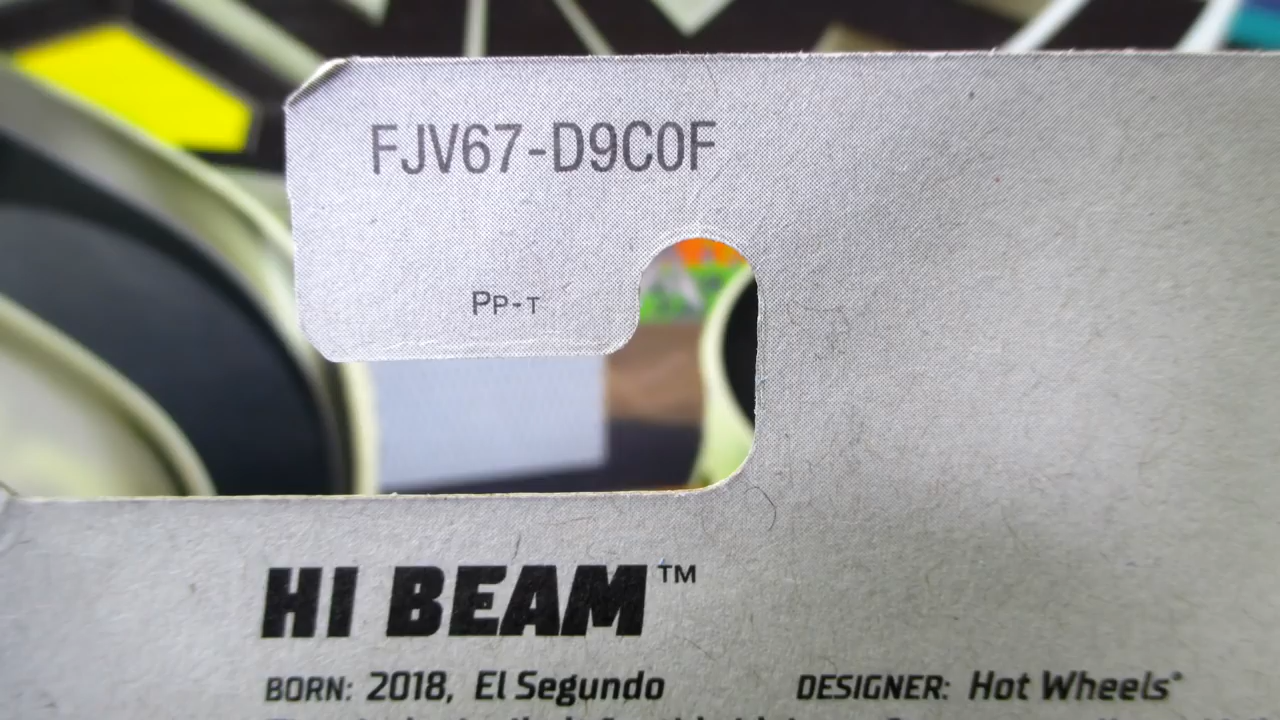 FJV67-D9C0F
PP-T
HI BEAM™
BORN: 2018, El Segundo
DESIGNER: Hot Wheels®